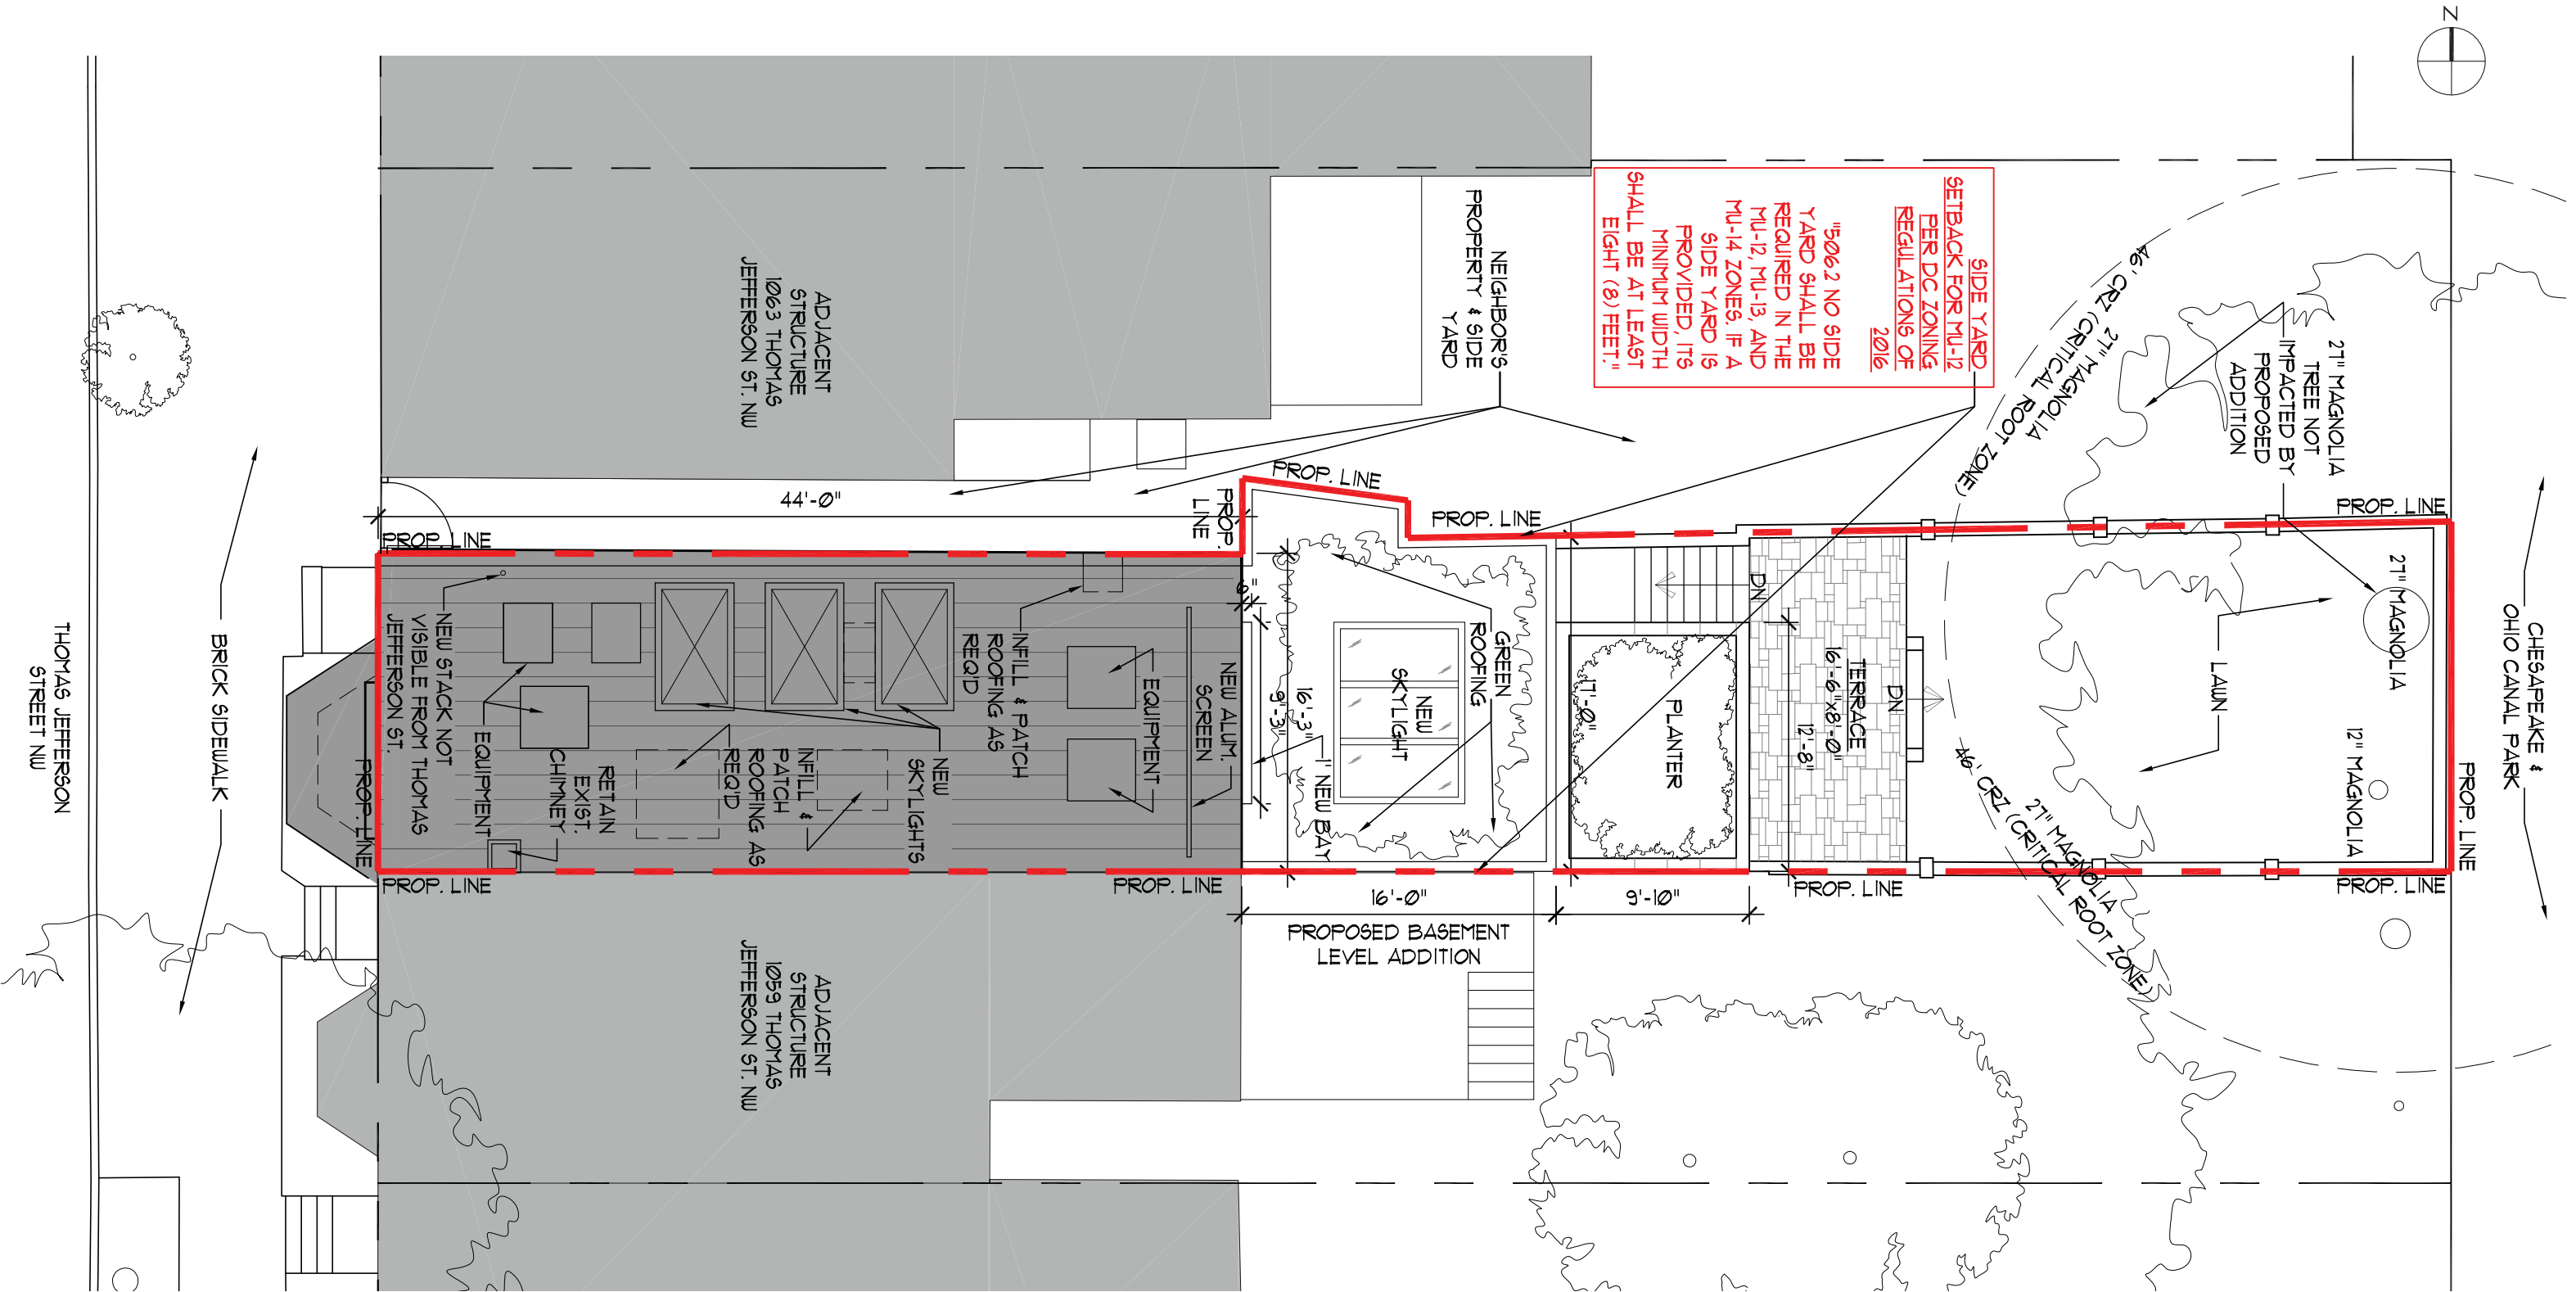 N
THOMAS JEFFERSON
STREET NW
BRICK SIDEWALK
ADJACENT
STRUCTURE
1063 THOMAS
JEFFERSON ST. NW
44'-0"
PROP. LINE
PROP.
LINE
PROP. LINE
PROP. LINE
PROP. LINE
NEIGHBOR'S
PROPERTY & SIDE
YARD
SIDE YARD
SETBACK FOR MU-12
PER DC ZONING
REGULATIONS OF
2016
"506.2 NO SIDE
YARD SHALL BE
REQUIRED IN THE
MU-12, MU-13, AND
MU-14 ZONES. IF A
SIDE YARD IS
PROVIDED, ITS
MINIMUM WIDTH
SHALL BE AT LEAST
EIGHT (8) FEET."
46' CRZ (CRITICAL ROOT ZONE)
27" MAGNOLIA
27" MAGNOLIA
TREE NOT
IMPACTED BY
PROPOSED
ADDITION
CHESAPEAKE &
OHIO CANAL PARK
NEW STACK NOT
VISIBLE FROM THOMAS
JEFFERSON ST.
EQUIPMENT
RETAIN
EXIST.
CHIMNEY
INFILL &
PATCH
ROOFING AS
REQ'D
NEW
SKYLIGHTS
INFILL & PATCH
ROOFING AS
REQ'D
EQUIPMENT
NEW ALUM.
SCREEN
6"
16'-3"
9'-3"
1' NEW BAY
NEW
SKYLIGHT
GREEN
ROOFING
17'-0"
PLANTER
DN
TERRACE
16'-6"x8'-0"
12'-8"
DN
LAWN
27" MAGNOLIA
12" MAGNOLIA
PROP. LINE
PROP. LINE
PROP. LINE
PROP. LINE
PROP. LINE
PROP. LINE
16'-0"
9'-10"
PROPOSED BASEMENT
LEVEL ADDITION
27" MAGNOLIA
46' CRZ (CRITICAL ROOT ZONE)
ADJACENT
STRUCTURE
1059 THOMAS
JEFFERSON ST. NW